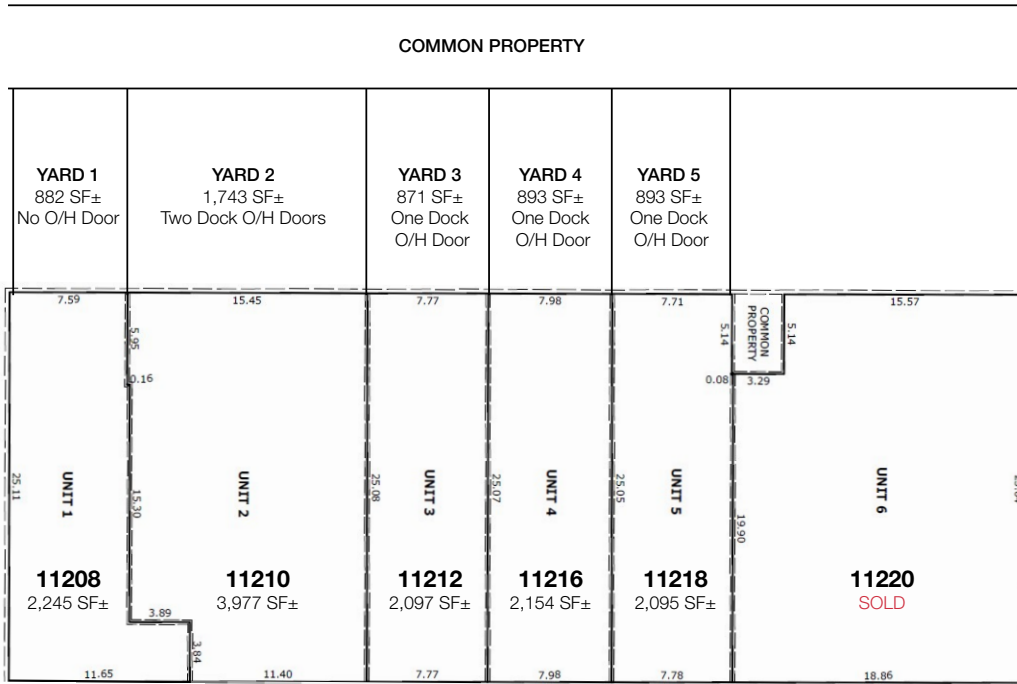 COMMON PROPERTY
YARD 1
882 SF±
No O/H Door
YARD 2
1,743 SF±
Two Dock O/H Doors
YARD 3
871 SF±
One Dock
O/H Door
YARD 4
893 SF±
One Dock
O/H Door
YARD 5
893 SF±
One Dock
O/H Door
7.59
15.45
7.77
7.98
7.71
15.57
5.95
0.16
5.14
COMMON
PROPERTY
5.14
0.08
3.29
25.11
UNIT 1
15.30
UNIT 2
25.08
UNIT 3
25.07
UNIT 4
25.05
UNIT 5
19.90
UNIT 6
11208
2,245 SF±
11210
3,977 SF±
11212
2,097 SF±
11216
2,154 SF±
11218
2,095 SF±
11220
SOLD
3.89
3.84
11.65
11.40
7.77
7.98
7.78
18.86